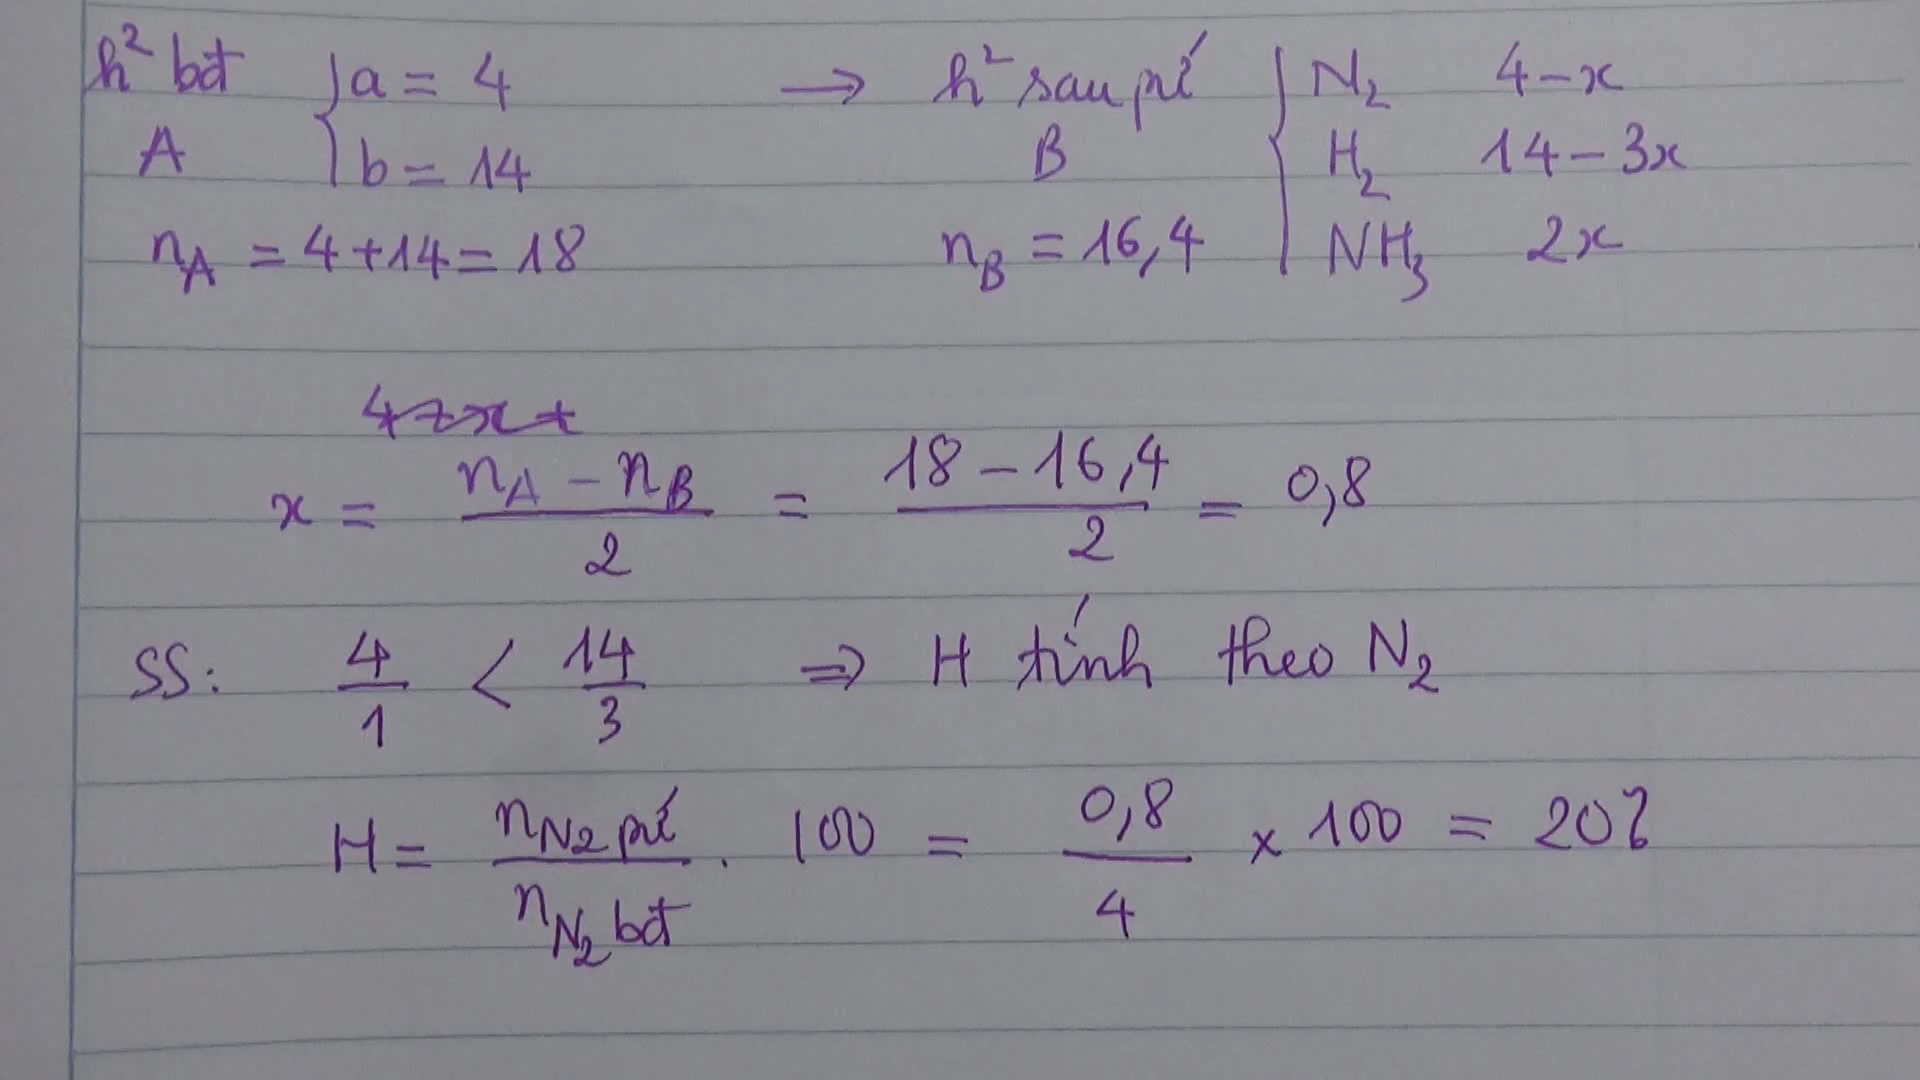 h² bđ { a = 4 → h² sau pứ { N₂ 4 - x
A b = 14 B H₂ 14 - 3x
n_A = 4 + 14 = 18 n_B = 16,4 NH₃ 2x
x = (n_A - n_B)/2 = (18 - 16,4)/2 = 0,8
SS: 4/1 < 14/3 ⇒ H tính theo N₂
H = (n_N₂ pứ)/(n_N₂ bđ) . 100 = 0,8/4 × 100 = 20%